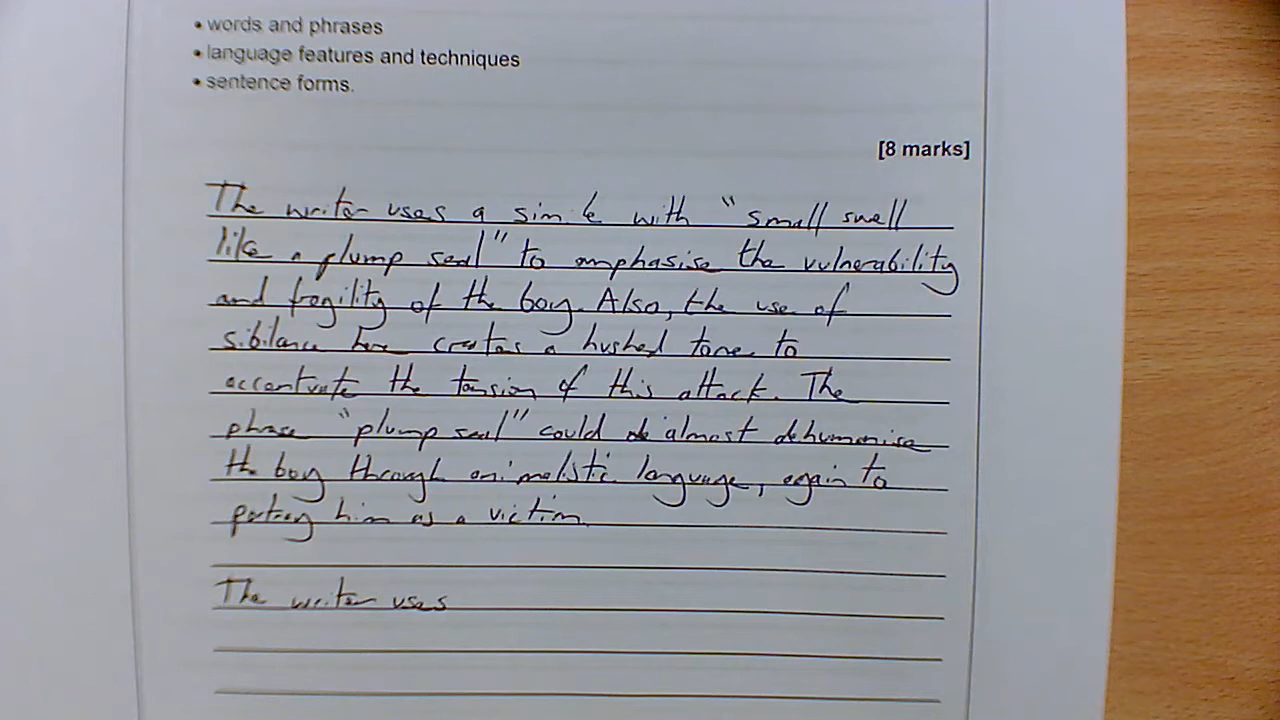 • words and phrases
• language features and techniques
• sentence forms.
[8 marks]
The writer uses a simile with "small swell
like a plump seal" to emphasise the vulnerability
and fragility of the boy. Also, the use of
sibilance here creates a hushed tone to
accentuate the tension of this attack. The
phrase "plump seal" could almost dehumanise
the boy through animalistic language, again to
portray him as a victim
The writer uses